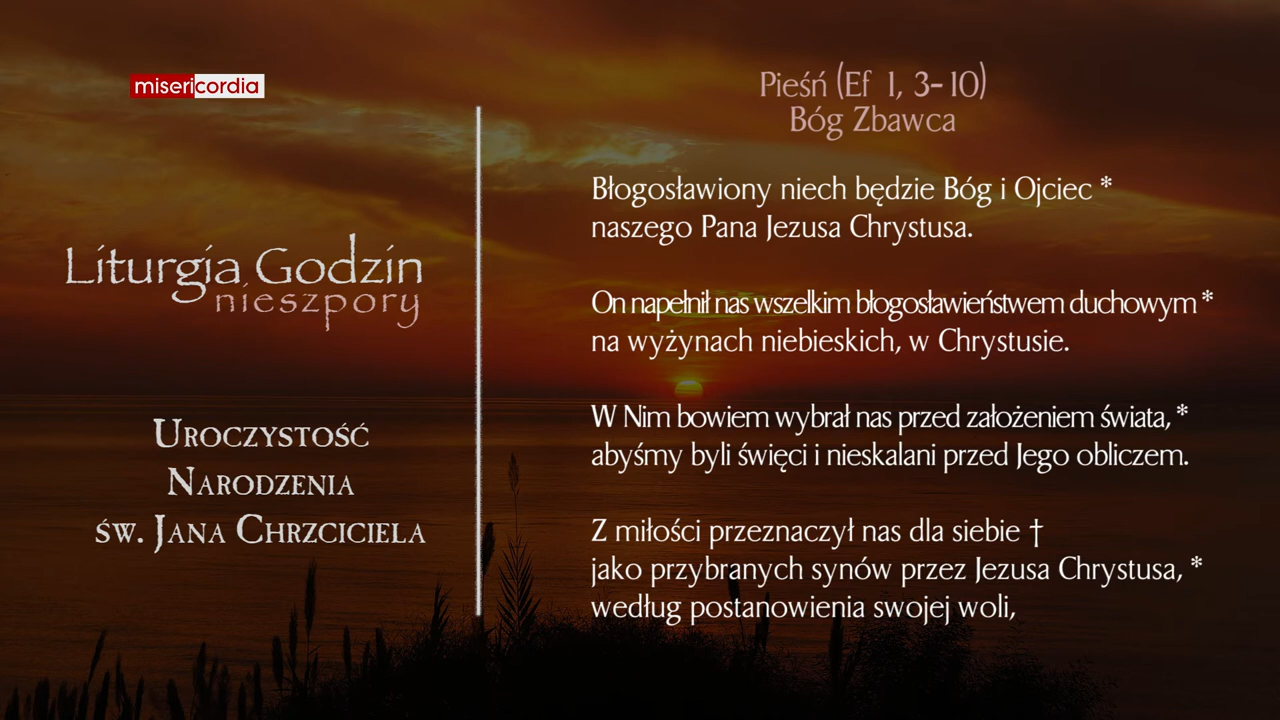 misericordia
Liturgia Godzin
nieszpory
Uroczystość
Narodzenia
św. Jana Chrzciciela
Pieśń (Ef 1, 3-10)
Bóg Zbawca
Błogosławiony niech będzie Bóg i Ojciec *
naszego Pana Jezusa Chrystusa.
On napełnił nas wszelkim błogosławieństwem duchowym *
na wyżynach niebieskich, w Chrystusie.
W Nim bowiem wybrał nas przed założeniem świata, *
abyśmy byli święci i nieskalani przed Jego obliczem.
Z miłości przeznaczył nas dla siebie †
jako przybranych synów przez Jezusa Chrystusa, *
według postanowienia swojej woli,